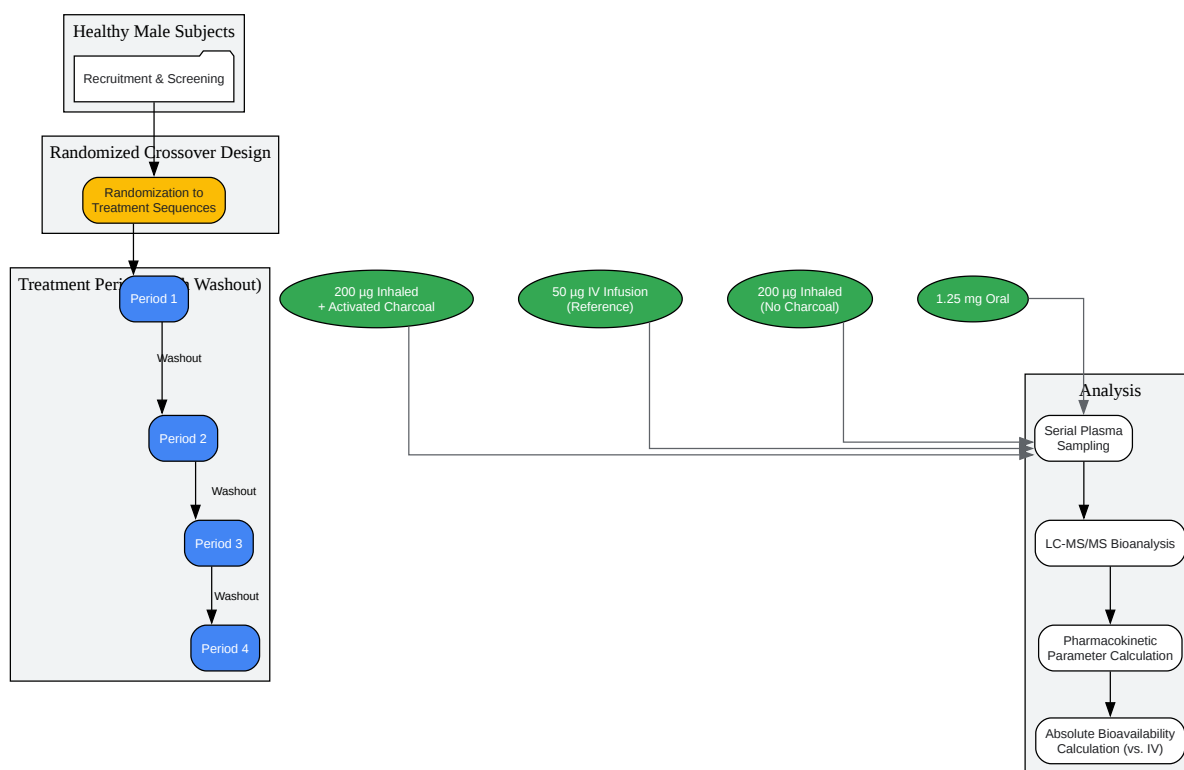 Healthy Male Subjects
Recruitment & Screening
Randomized Crossover Design
Randomization to
Treatment Sequences
Treatment Peri Washout)
Period 1
Washout
Period 2
Washout
Period 3
Washout
Period 4
200 µg Inhaled
+ Activated Charcoal
50 µg IV Infusion
(Reference)
200 µg Inhaled
(No Charcoal)
1.25 mg Oral
Analysis
Serial Plasma
Sampling
LC-MS/MS Bioanalysis
Pharmacokinetic
Parameter Calculation
Absolute Bioavailability
Calculation (vs. IV)